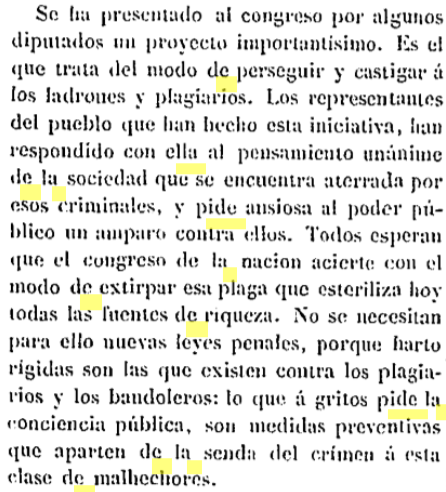 Se ha presentado al congreso por algunos
diputados un proyecto importantísimo. Es el
que trata del modo de perseguir y castigar á
los ladrones y plagiarios. Los representantes
del pueblo que han hecho esta iniciativa, han
respondido con ella al pensamiento unánime
de la sociedad que se encuentra aterrada por
esos criminales, y pide ansiosa al poder pú-
blico un amparo contra ellos. Todos esperan
que el congreso de la nacion acierte con el
modo de extirpar esa plaga que esteriliza hoy
todas las fuentes de riqueza. No se necesitan
para ello nuevas leyes penales, porque harto
rígidas son las que existen contra los plagia-
rios y los bandoleros: lo que á gritos pide la
conciencia pública, son medidas preventivas
que aparten de la senda del crímen á esta
clase de malhechores.